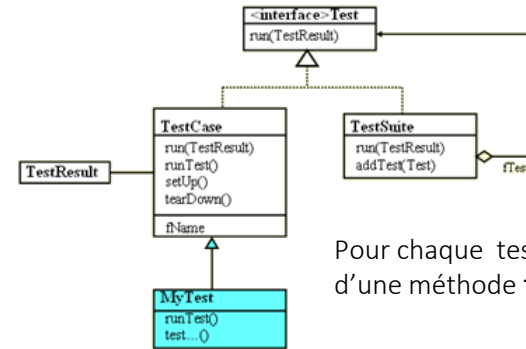 <interface>Test
run(TestResult)
TestCase
run(TestResult)
runTest()
setUp()
tearDown()
fName
TestSuite
run(TestResult)
addTest(Test)
TestResult
fTest
Pour chaque tes
d'une méthode
MyTest
runTest()
test...()